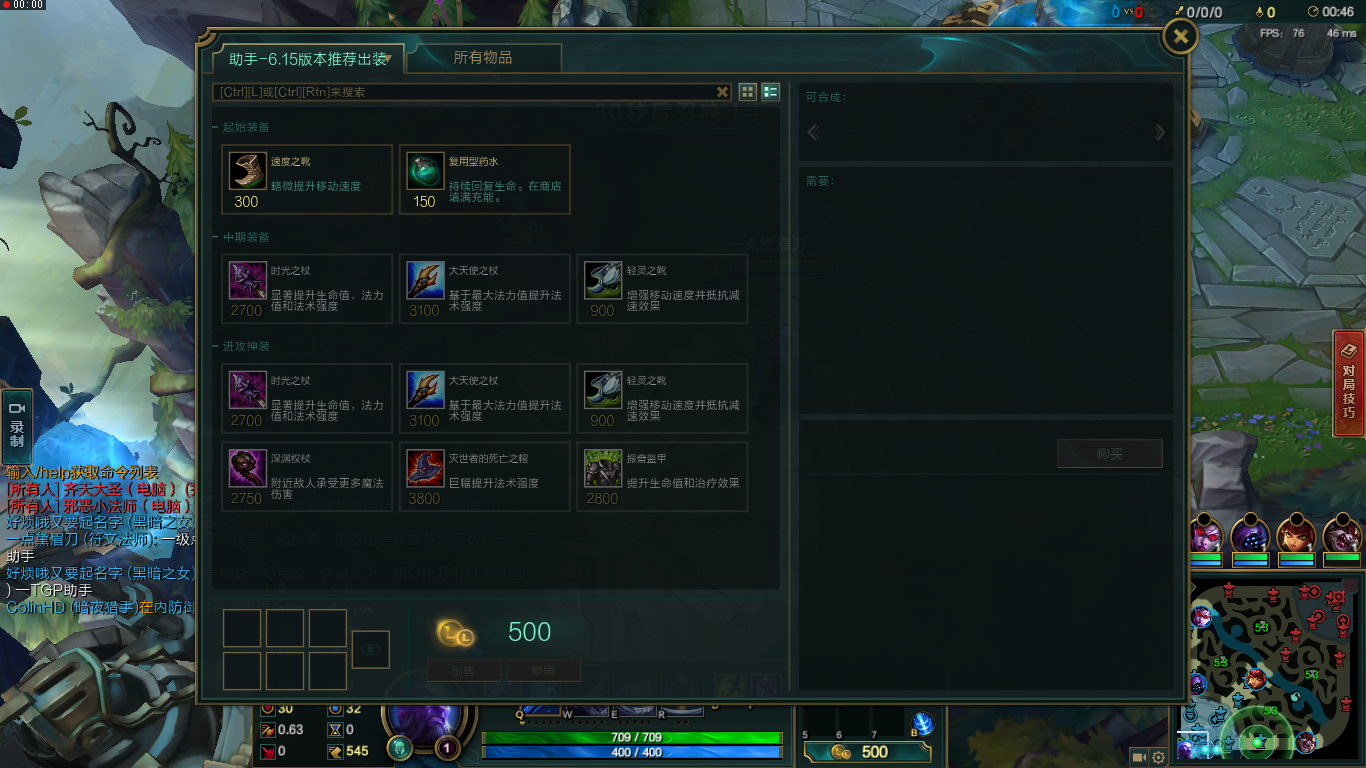 00:00
0 vs 0
0/0/0
0
00:46
FPS: 76
46 ms
助手-6.15版本推荐出装
所有物品
[Ctrl][L]或[Ctrl][Rtn]来搜索
可合成:
需要:
起始装备
速度之靴
略微提升移动速度
300
复用型药水
持续回复生命。在商店
填满充能。
150
中期装备
时光之杖
显著提升生命值，法力
值和法术强度
2700
大天使之杖
基于最大法力值提升法
术强度
3100
轻灵之靴
增强移动速度并抵抗减
速效果
900
进攻神装
时光之杖
显著提升生命值，法力
值和法术强度
2700
大天使之杖
基于最大法力值提升法
术强度
3100
轻灵之靴
增强移动速度并抵抗减
速效果
900
深渊权杖
附近敌人承受更多魔法
伤害
2750
灭世者的死亡之帽
巨幅提升法术强度
3800
振奋盔甲
提升生命值和治疗效果
2800
购买
500
出售
撤销
录制
对局技巧
输入/help获取命令列表
[所有人] 齐天大圣 ( 电脑 )
[所有人] 邪恶小法师 ( 电脑 )
好烦哦又要起名字 (黑暗之女
一点黛眉刀 (符文法师): 一级
助手
好烦哦又要起名字 (黑暗之女)
) —TGP助手
ColinHD (暗夜猎手)在内防御
30
32
0.63
0
0
545
1
Q
W
E
R
709 / 709
400 / 400
5
6
7
B
500
53
53
53
53